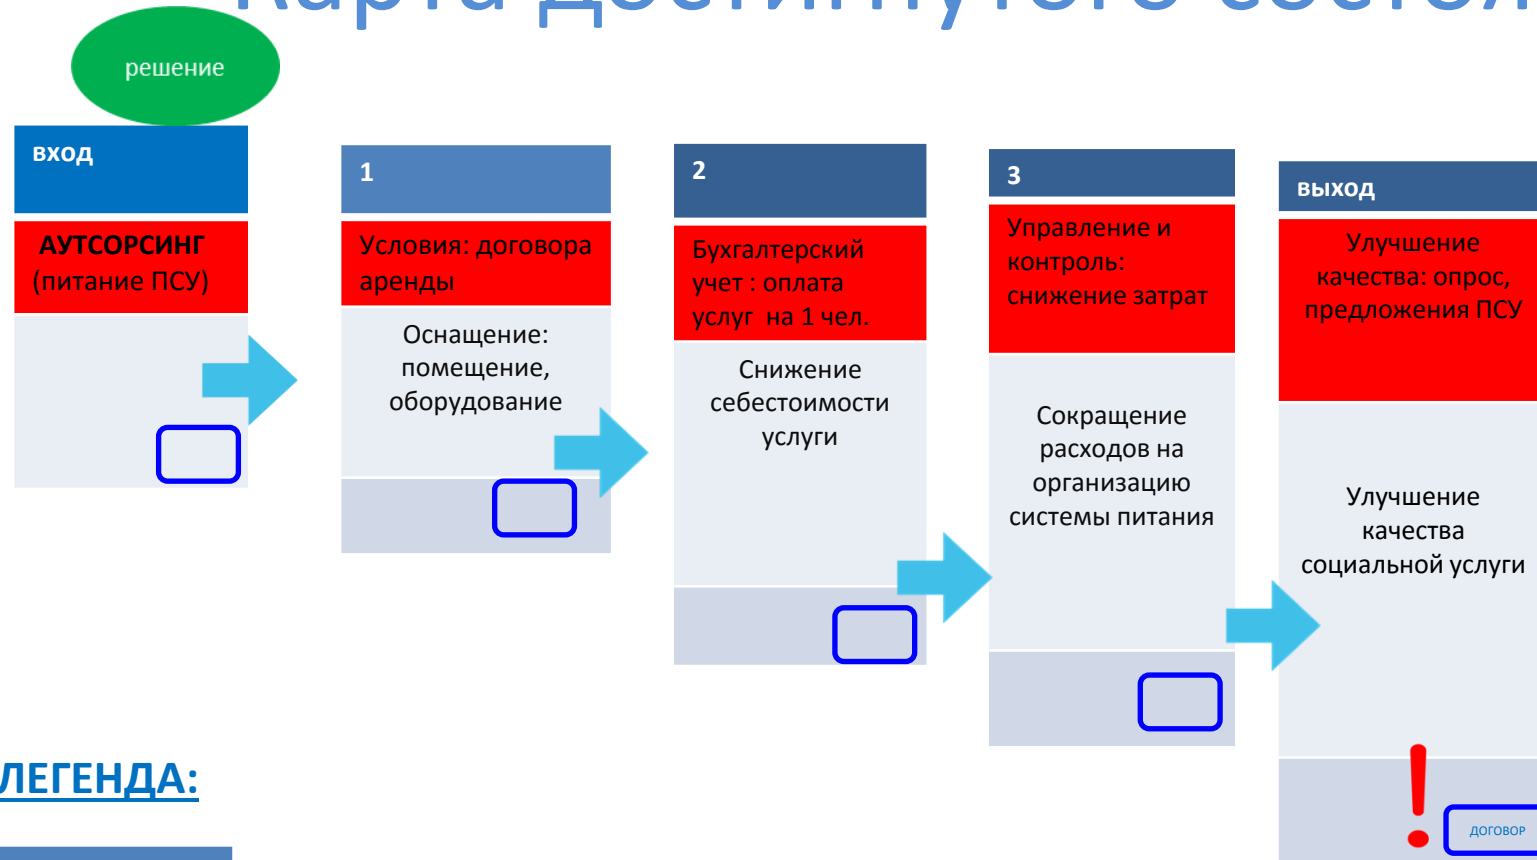 Карта достигнутого
решение
вход
АУТСОРСИНГ
(питание ПСУ)
1
Условия: договора
аренды
Оснащение:
помещение,
оборудование
2
Бухгалтерский
учет : оплата
услуг на 1 чел.
Снижение
себестоимости
услуги
3
Управление и
контроль:
снижение затрат
Сокращение
расходов на
организацию
системы питания
выход
Улучшение
качества: опрос,
предложения ПСУ
Улучшение
качества
социальной услуги
!
ДОГОВОР
ЛЕГЕНДА: